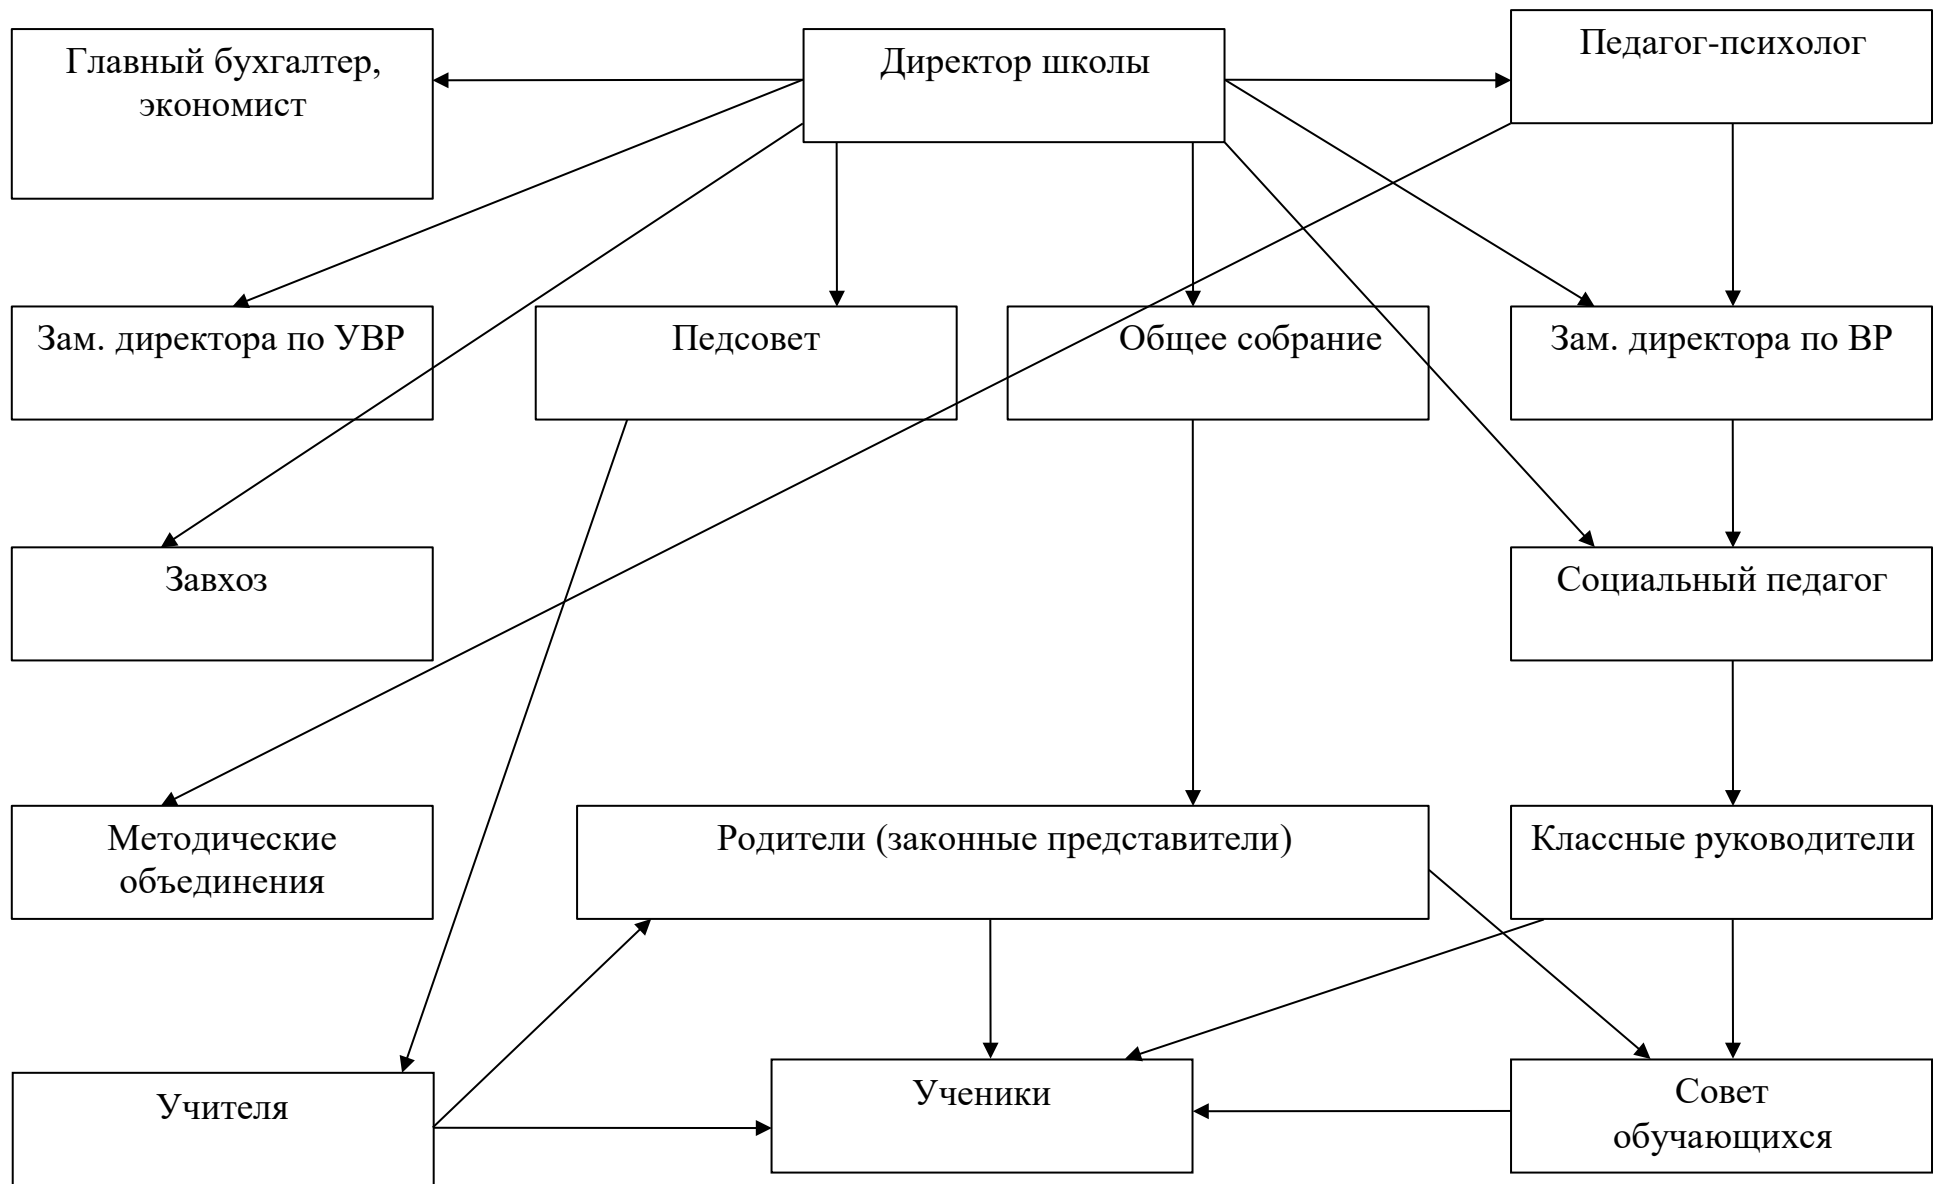 Главный бухгалтер,
экономист
Директор школы
Педагог-психолог
Зам. директора по УВР
Педсовет
Общее собрание
Зам. директора по ВР
Завхоз
Социальный педагог
Методические
объединения
Родители (законные представители)
Классные руководители
Учителя
Ученики
Совет
обучающихся